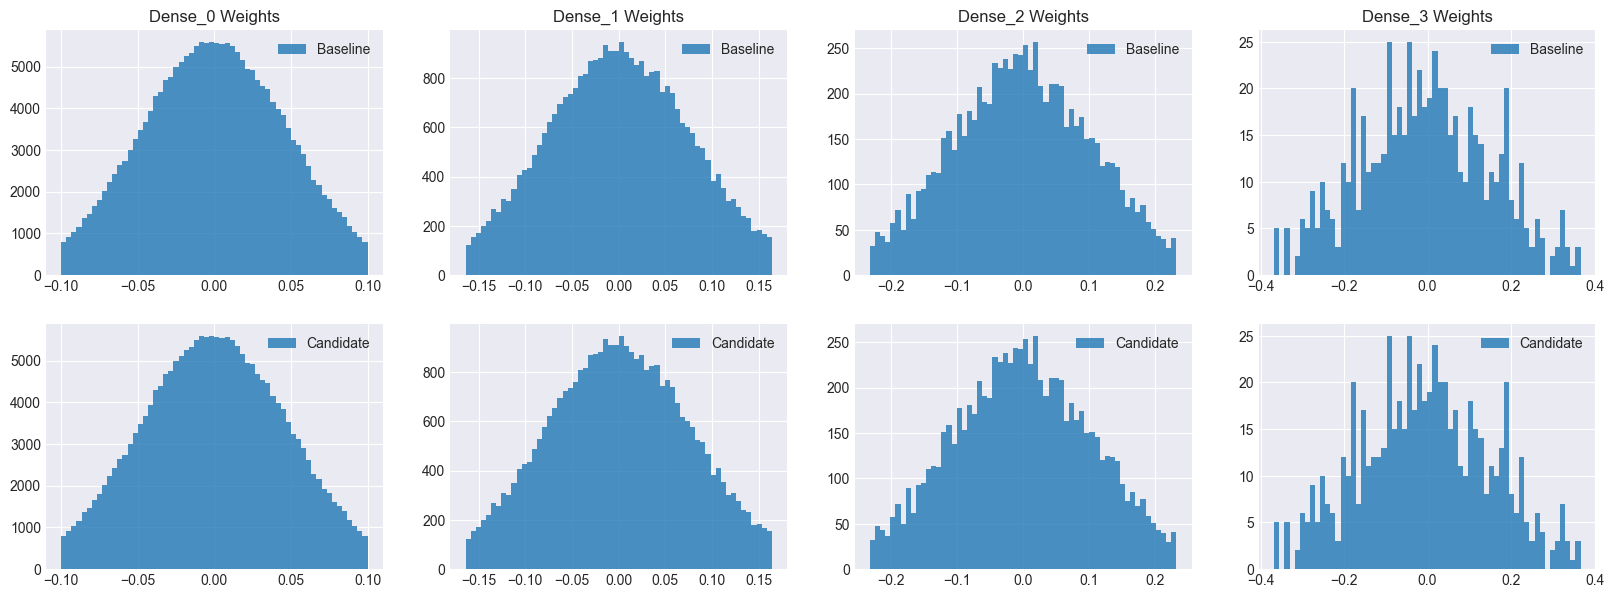 Dense_0 Weights
Baseline
5000
4000
3000
2000
1000
0
−0.10 −0.05 0.00 0.05 0.10
Dense_1 Weights
Baseline
800
600
400
200
0
−0.15 −0.10 −0.05 0.00 0.05 0.10 0.15
Dense_2 Weights
Baseline
250
200
150
100
50
0
−0.2 −0.1 0.0 0.1 0.2
Dense_3 Weights
Baseline
25
20
15
10
5
0
−0.4 −0.2 0.0 0.2 0.4
Candidate
5000
4000
3000
2000
1000
0
−0.10 −0.05 0.00 0.05 0.10
Candidate
800
600
400
200
0
−0.15 −0.10 −0.05 0.00 0.05 0.10 0.15
Candidate
250
200
150
100
50
0
−0.2 −0.1 0.0 0.1 0.2
Candidate
25
20
15
10
5
0
−0.4 −0.2 0.0 0.2 0.4